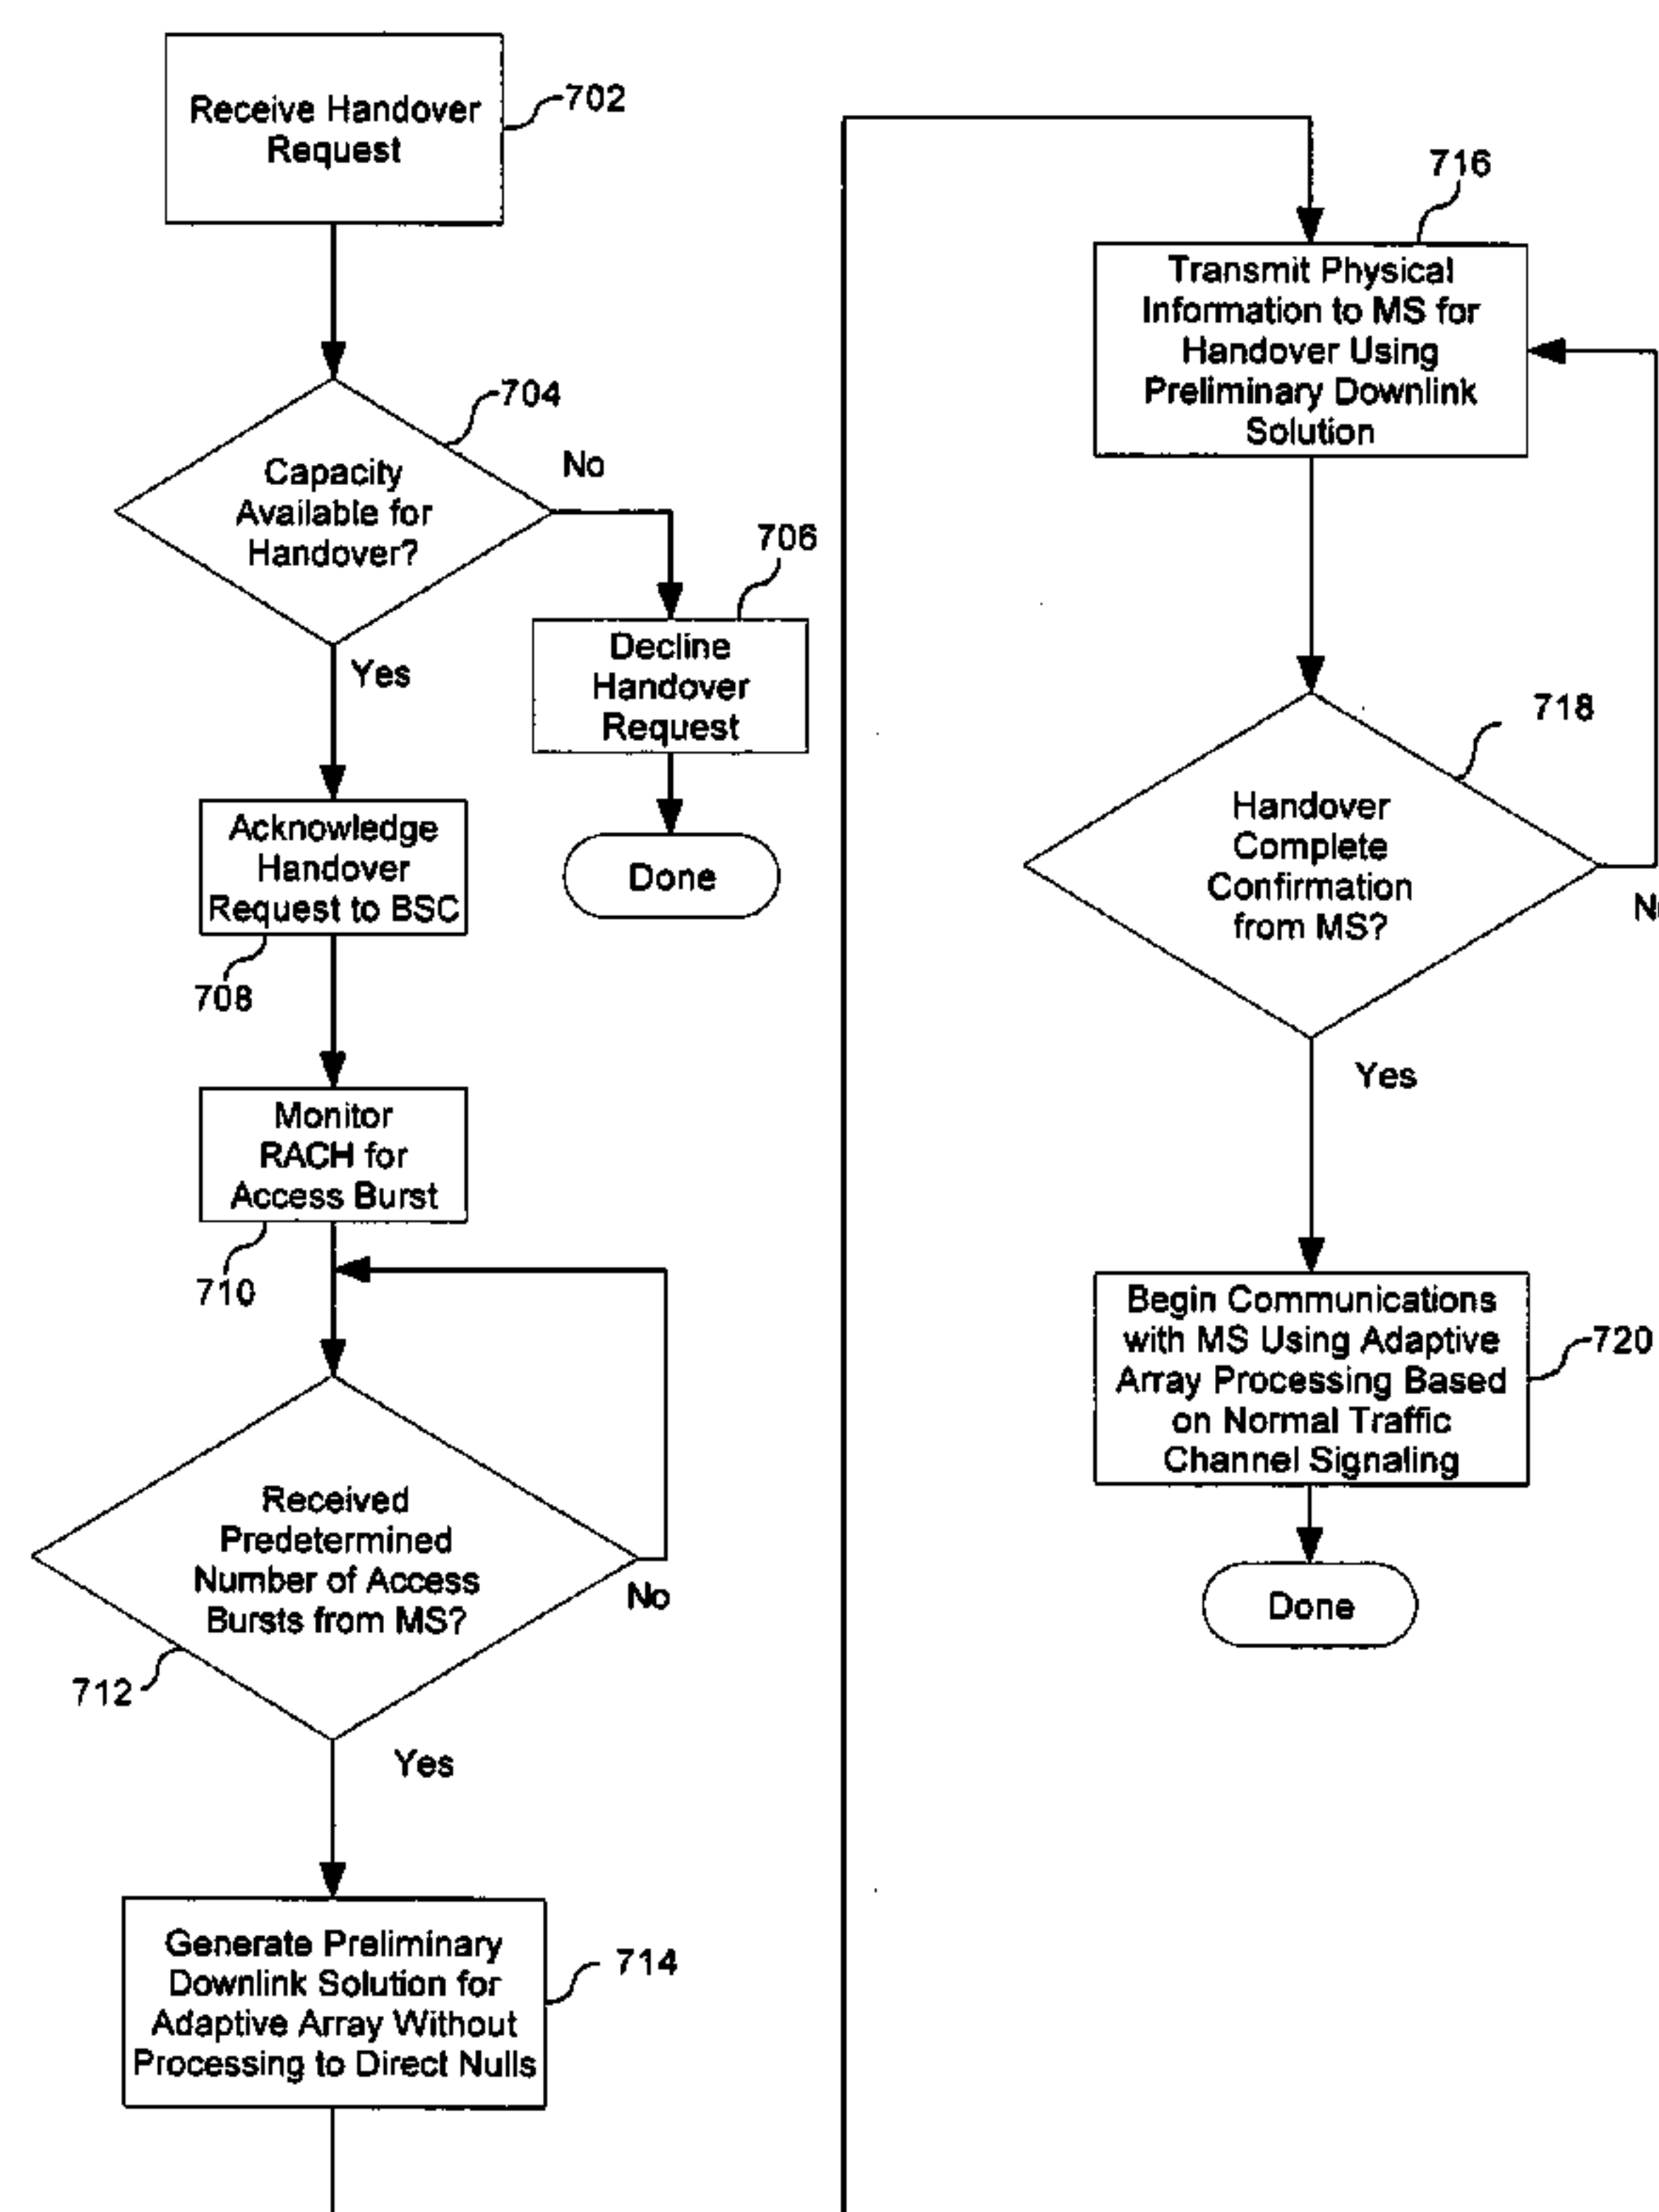 Receive Handover
Request
702
704
Capacity
Available for
Handover?
No
706
Decline
Handover
Request
Done
Yes
Acknowledge
Handover
Request to BSC
708
Monitor
RACH for
Access Burst
710
Received
Predetermined
Number of Access
Bursts from MS?
No
712
Yes
Generate Preliminary
Downlink Solution for
Adaptive Array Without
Processing to Direct Nulls
714
716
Transmit Physical
Information to MS for
Handover Using
Preliminary Downlink
Solution
718
Handover
Complete
Confirmation
from MS?
Yes
Begin Communications
with MS Using Adaptive
Array Processing Based
on Normal Traffic
Channel Signaling
720
Done